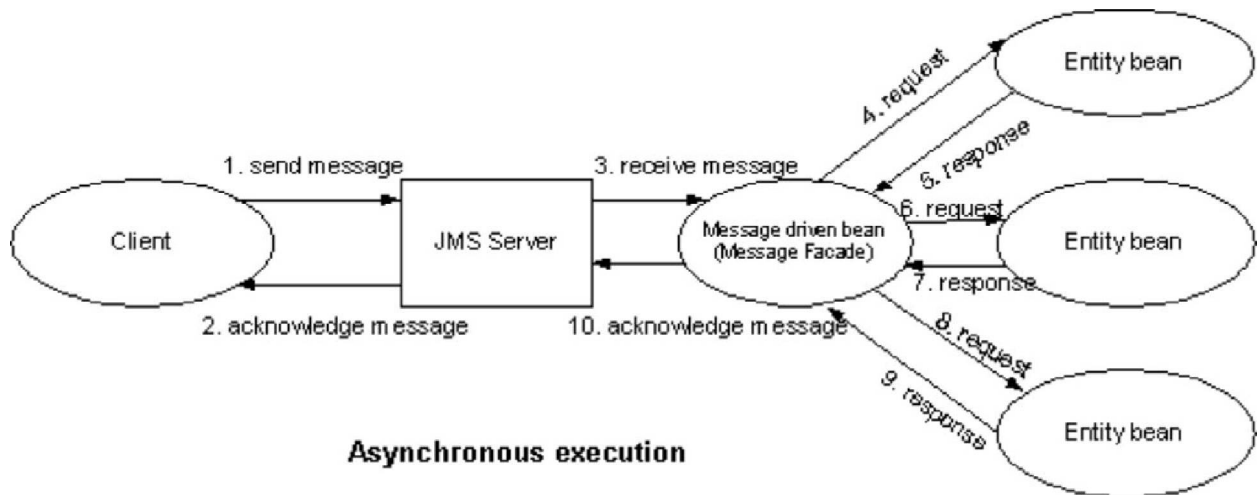 4. request
Entity bean
5. response
1. send message
3. receive message
6. request
Client
JMS Server
Message driven bean
(Message Facade)
Entity bean
7. response
2. acknowledge message
10. acknowledge message
8. request
9. response
Entity bean
Asynchronous execution